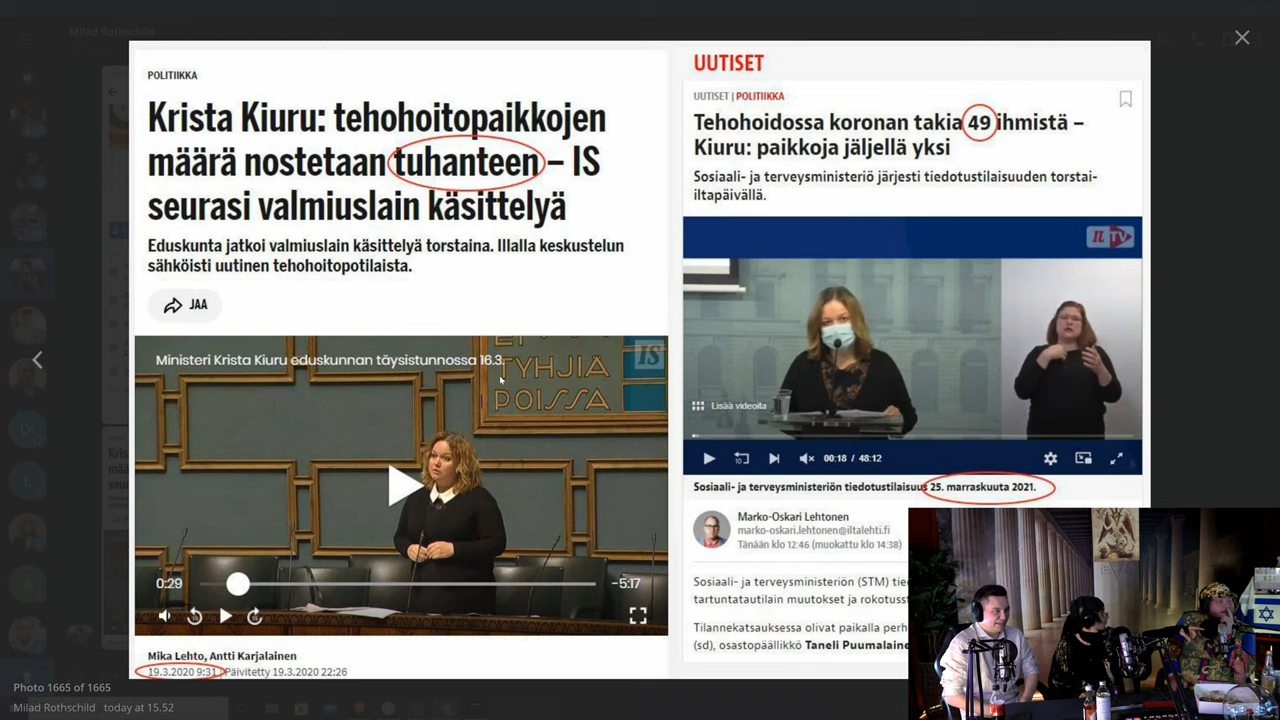 Milad Rothschild
POLITIIKKA
Krista Kiuru: tehohoitopaikkojen
määrä nostetaan tuhanteen – IS
seurasi valmiuslain käsittelyä
Eduskunta jatkoi valmiuslain käsittelyä torstaina. Illalla keskustelun
sähköisti uutinen tehohoitopotilaista.
JAA
Ministeri Krista Kiuru eduskunnan täysistunnossa 16.3.
IS
TYHJIÄ
POISSA
0:29
−5:17
Mika Lehto, Antti Karjalainen
19.3.2020 9:31 | Päivitetty 19.3.2020 22:26
UUTISET
UUTISET | POLITIIKKA
Tehohoidossa koronan takia 49 ihmistä –
Kiuru: paikkoja jäljellä yksi
Sosiaali- ja terveysministeriö järjesti tiedotustilaisuuden torstai-
iltapäivällä.
IL TV
Lisää videoita
10
00:18 / 48:12
Sosiaali- ja terveysministeriön tiedotustilaisuus 25. marraskuuta 2021.
Marko-Oskari Lehtonen
marko-oskari.lehtonen@iltalehti.fi
Tänään klo 12:46 (muokattu klo 14:38)
Sosiaali- ja terveysministeriön (STM) tie
tartuntatautilain muutokset ja rokotusst
Tilannekatsauksessa olivat paikalla perh
(sd), osastopäällikkö Taneli Puumalaine
Photo 1665 of 1665
Milad Rothschild today at 15.52